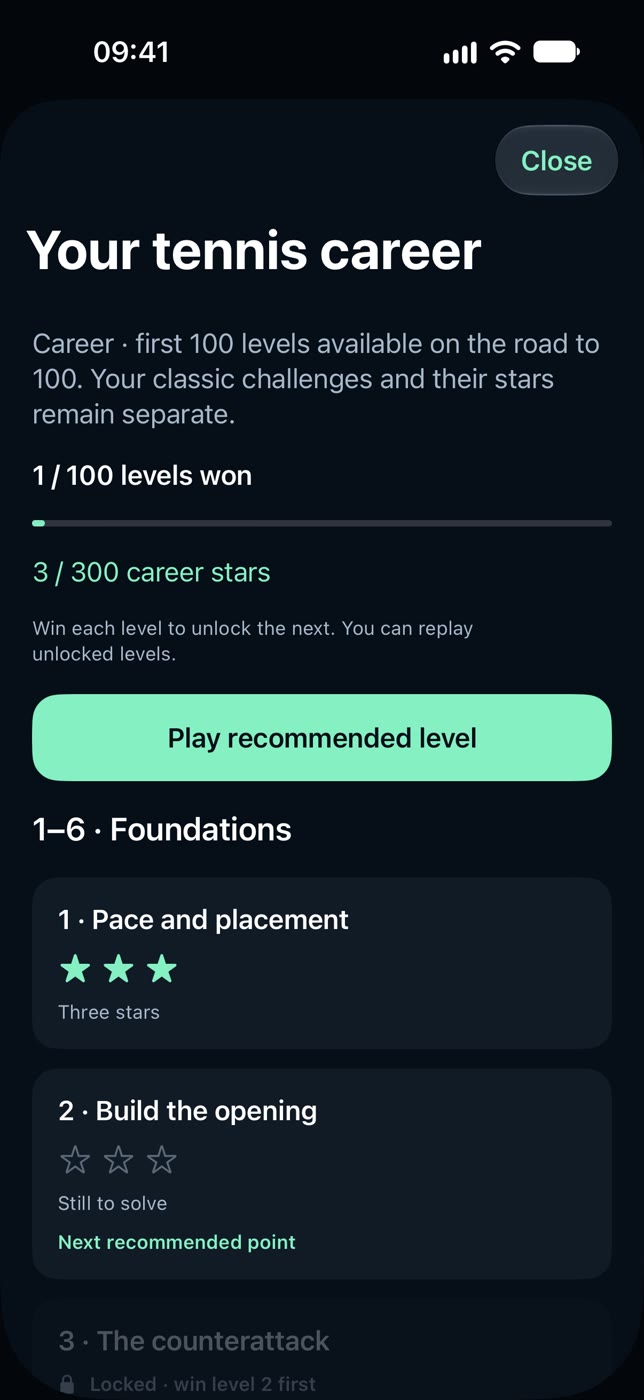 09:41
Close
Your tennis career
Career · first 100 levels available on the road to
100. Your classic challenges and their stars
remain separate.
1 / 100 levels won
3 / 300 career stars
Win each level to unlock the next. You can replay
unlocked levels.
Play recommended level
1–6 · Foundations
1 · Pace and placement
Three stars
2 · Build the opening
Still to solve
Next recommended point
3 · The counterattack
Locked · win level 2 first